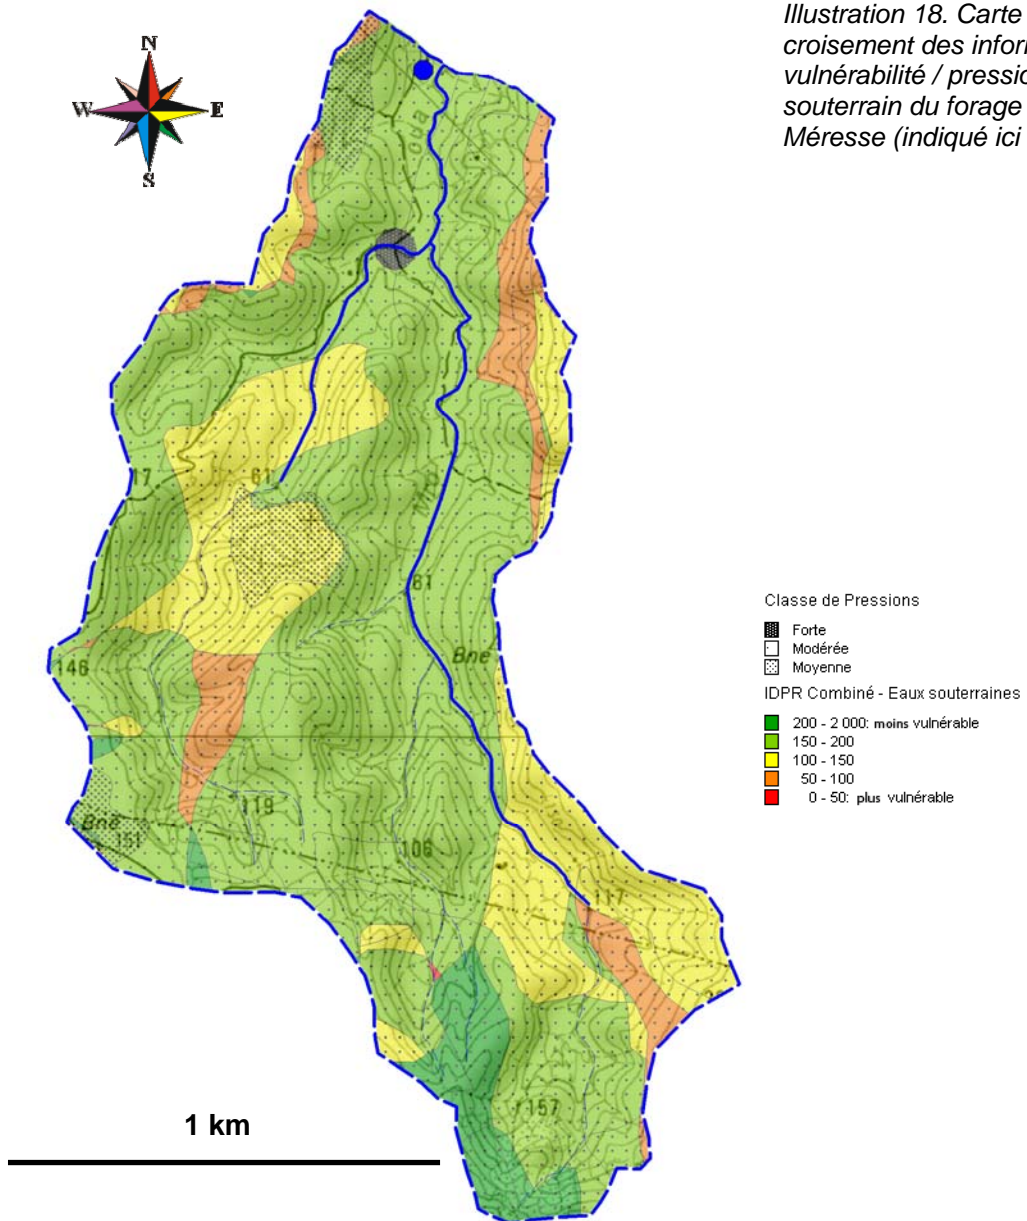 Illustration 18. Carte
croisement des infor
vulnérabilité / pressio
souterrain du forage
Méresse (indiqué ici
N
W
E
S
17
61
81
Bne
146
119
Bne
151
106
117
157
1 km
Classe de Pressions
Forte
Modérée
Moyenne
IDPR Combiné - Eaux souterraines
200 - 2 000: moins vulnérable
150 - 200
100 - 150
50 - 100
0 - 50: plus vulnérable